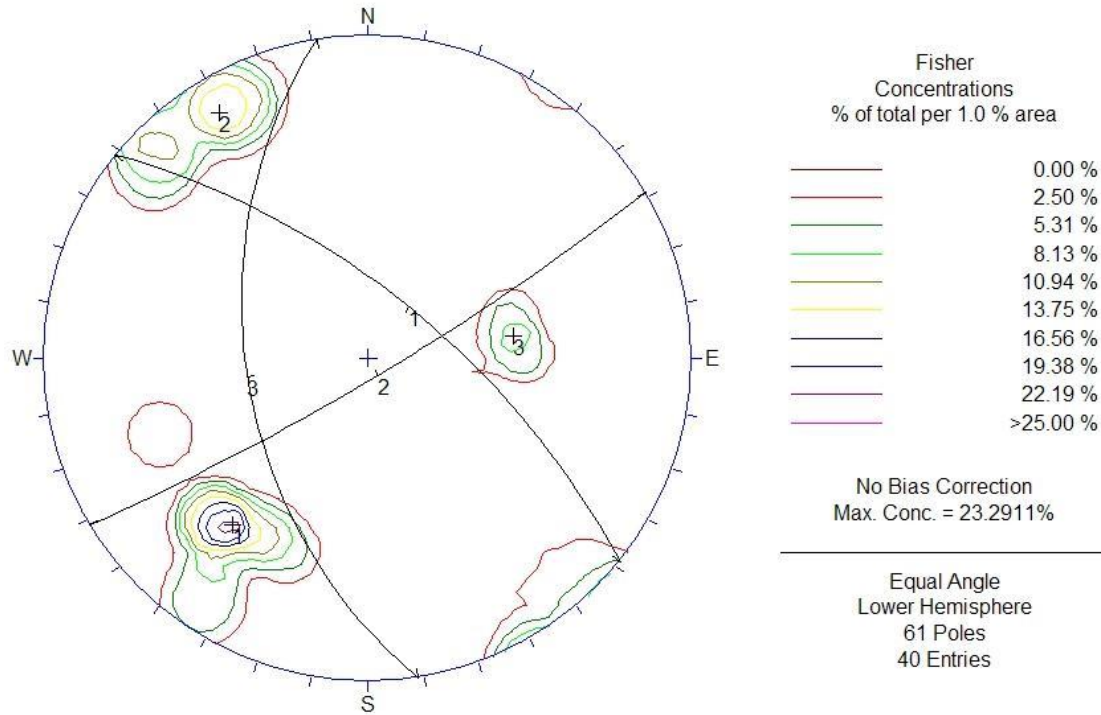 N
W
E
S
1
2
3
1
2
3
Fisher
Concentrations
% of total per 1.0 % area
0.00 %
2.50 %
5.31 %
8.13 %
10.94 %
13.75 %
16.56 %
19.38 %
22.19 %
>25.00 %
No Bias Correction
Max. Conc. = 23.2911%
Equal Angle
Lower Hemisphere
61 Poles
40 Entries